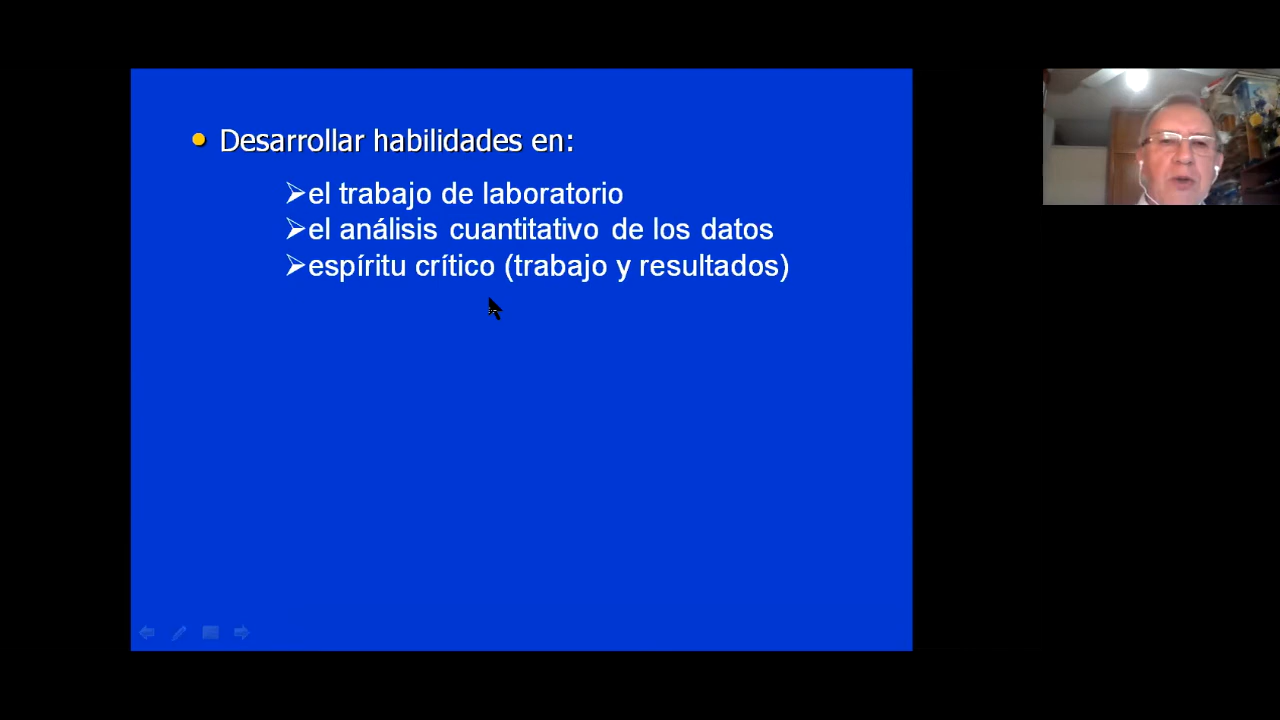 Desarrollar habilidades en:
el trabajo de laboratorio
el análisis cuantitativo de los datos
espíritu crítico (trabajo y resultados)